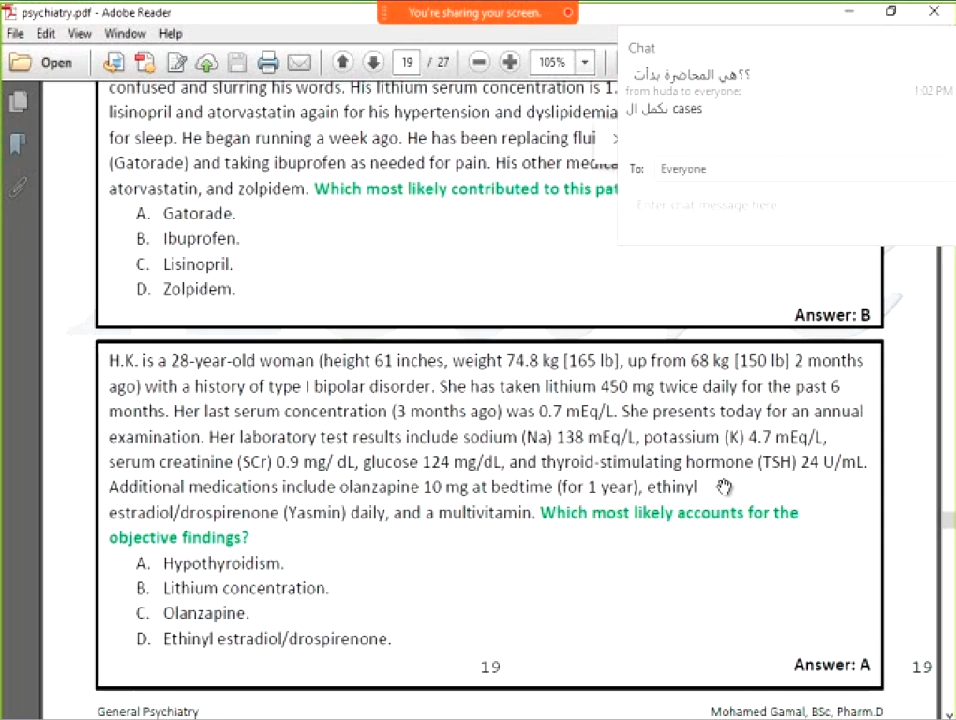 psychiatry.pdf - Adobe Reader
You're sharing your screen.
File Edit View Window Help
Open 19 / 27 105%
Chat
هي المحاضرة بدأت؟؟
from huda to everyone: 1:02 PM
نكمل ال cases
To: Everyone
Enter chat message here
confused and slurring his words. His lithium serum concentration is 1.
lisinopril and atorvastatin again for his hypertension and dyslipidemia
for sleep. He began running a week ago. He has been replacing flui
(Gatorade) and taking ibuprofen as needed for pain. His other medica
atorvastatin, and zolpidem. Which most likely contributed to this pat
A. Gatorade.
B. Ibuprofen.
C. Lisinopril.
D. Zolpidem.
Answer: B
H.K. is a 28-year-old woman (height 61 inches, weight 74.8 kg [165 lb], up from 68 kg [150 lb] 2 months
ago) with a history of type I bipolar disorder. She has taken lithium 450 mg twice daily for the past 6
months. Her last serum concentration (3 months ago) was 0.7 mEq/L. She presents today for an annual
examination. Her laboratory test results include sodium (Na) 138 mEq/L, potassium (K) 4.7 mEq/L,
serum creatinine (SCr) 0.9 mg/ dL, glucose 124 mg/dL, and thyroid-stimulating hormone (TSH) 24 U/mL.
Additional medications include olanzapine 10 mg at bedtime (for 1 year), ethinyl
estradiol/drospirenone (Yasmin) daily, and a multivitamin. Which most likely accounts for the
objective findings?
A. Hypothyroidism.
B. Lithium concentration.
C. Olanzapine.
D. Ethinyl estradiol/drospirenone.
Answer: A
19
19
General Psychiatry
Mohamed Gamal, BSc, Pharm.D